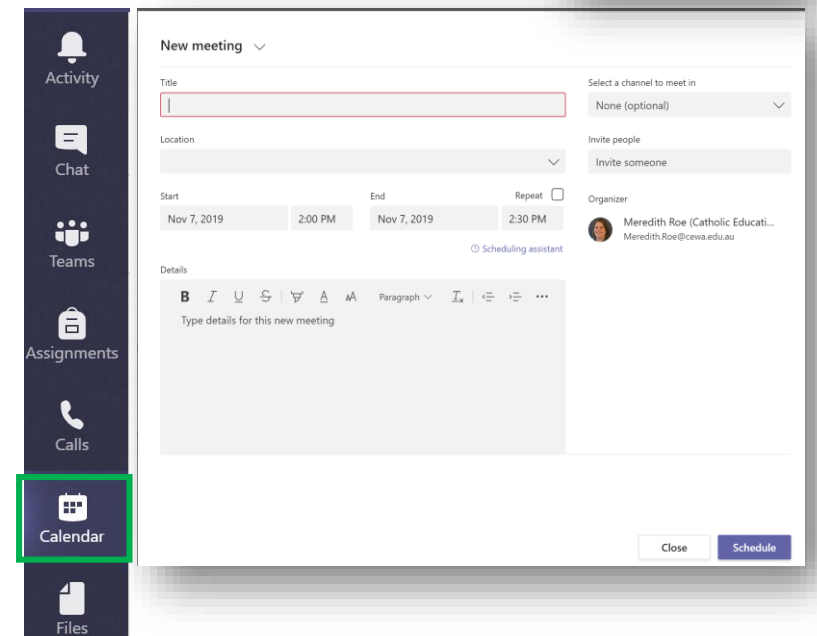 Activity
Chat
Teams
Assignments
Calls
Calendar
Files
New meeting
Title
Select a channel to meet in
None (optional)
Location
Invite people
Invite someone
Start
End
Repeat
Organizer
Nov 7, 2019
2:00 PM
Nov 7, 2019
2:30 PM
Meredith Roe (Catholic Educati...
Meredith.Roe@cewa.edu.au
Scheduling assistant
Details
B I U S A AA Paragraph Ix ...
Type details for this new meeting
Close
Schedule